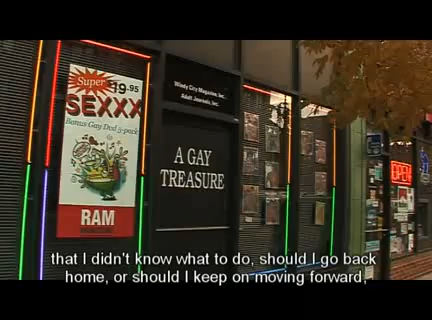 Super
19.95
SEXXX
Bonus Gay Dvd 5-pack
RAM
Windy City Magazine, Inc.
Adult Journals, Inc.
A GAY
TREASURE
OPEN
that I didn't know what to do, should I go back
home, or should I keep on moving forward,